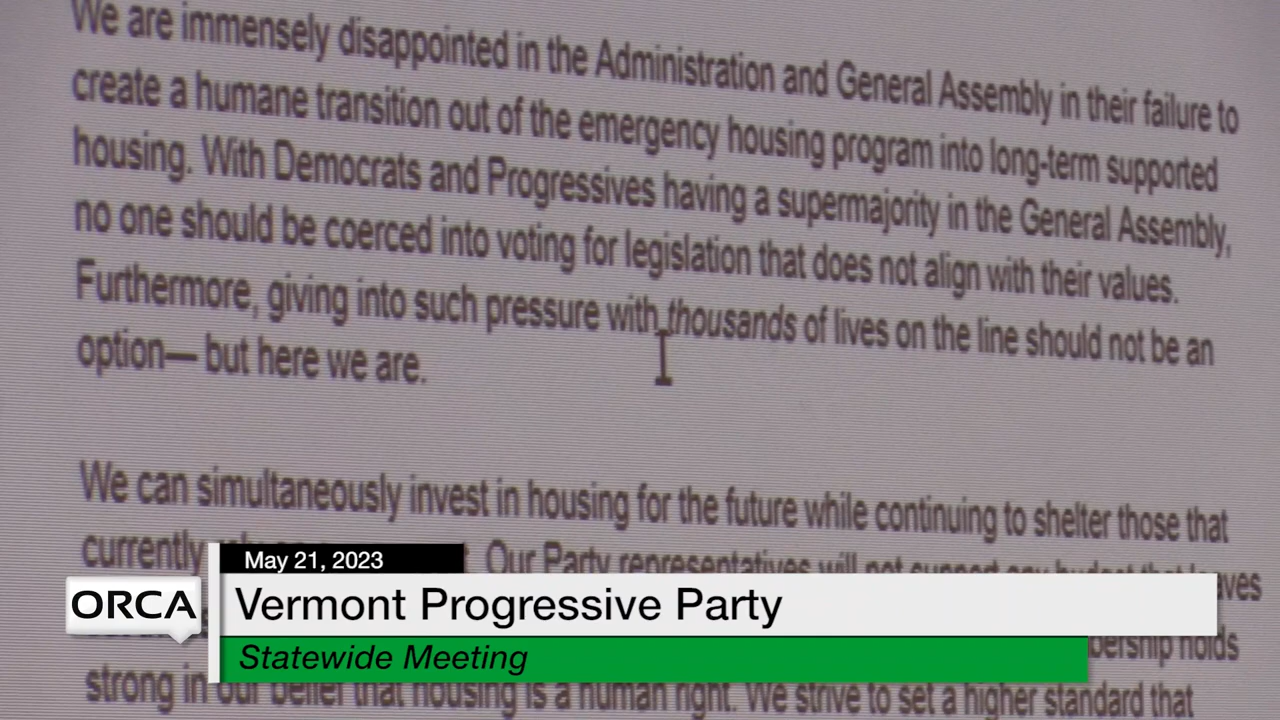 We are immensely disappointed in the Administration and General Assembly in their failure to
create a humane transition out of the emergency housing program into long-term supported
housing. With Democrats and Progressives having a supermajority in the General Assembly,
no one should be coerced into voting for legislation that does not align with their values.
Furthermore, giving into such pressure with thousands of lives on the line should not be an
option— but here we are.
We can simultaneously invest in housing for the future while continuing to shelter those that
currently Our Party representatives will not support any budget that leaves
holds
strong in our belief that housing is a human right. We strive to set a higher standard that
May 21, 2023
ORCA
Vermont Progressive Party
Statewide Meeting